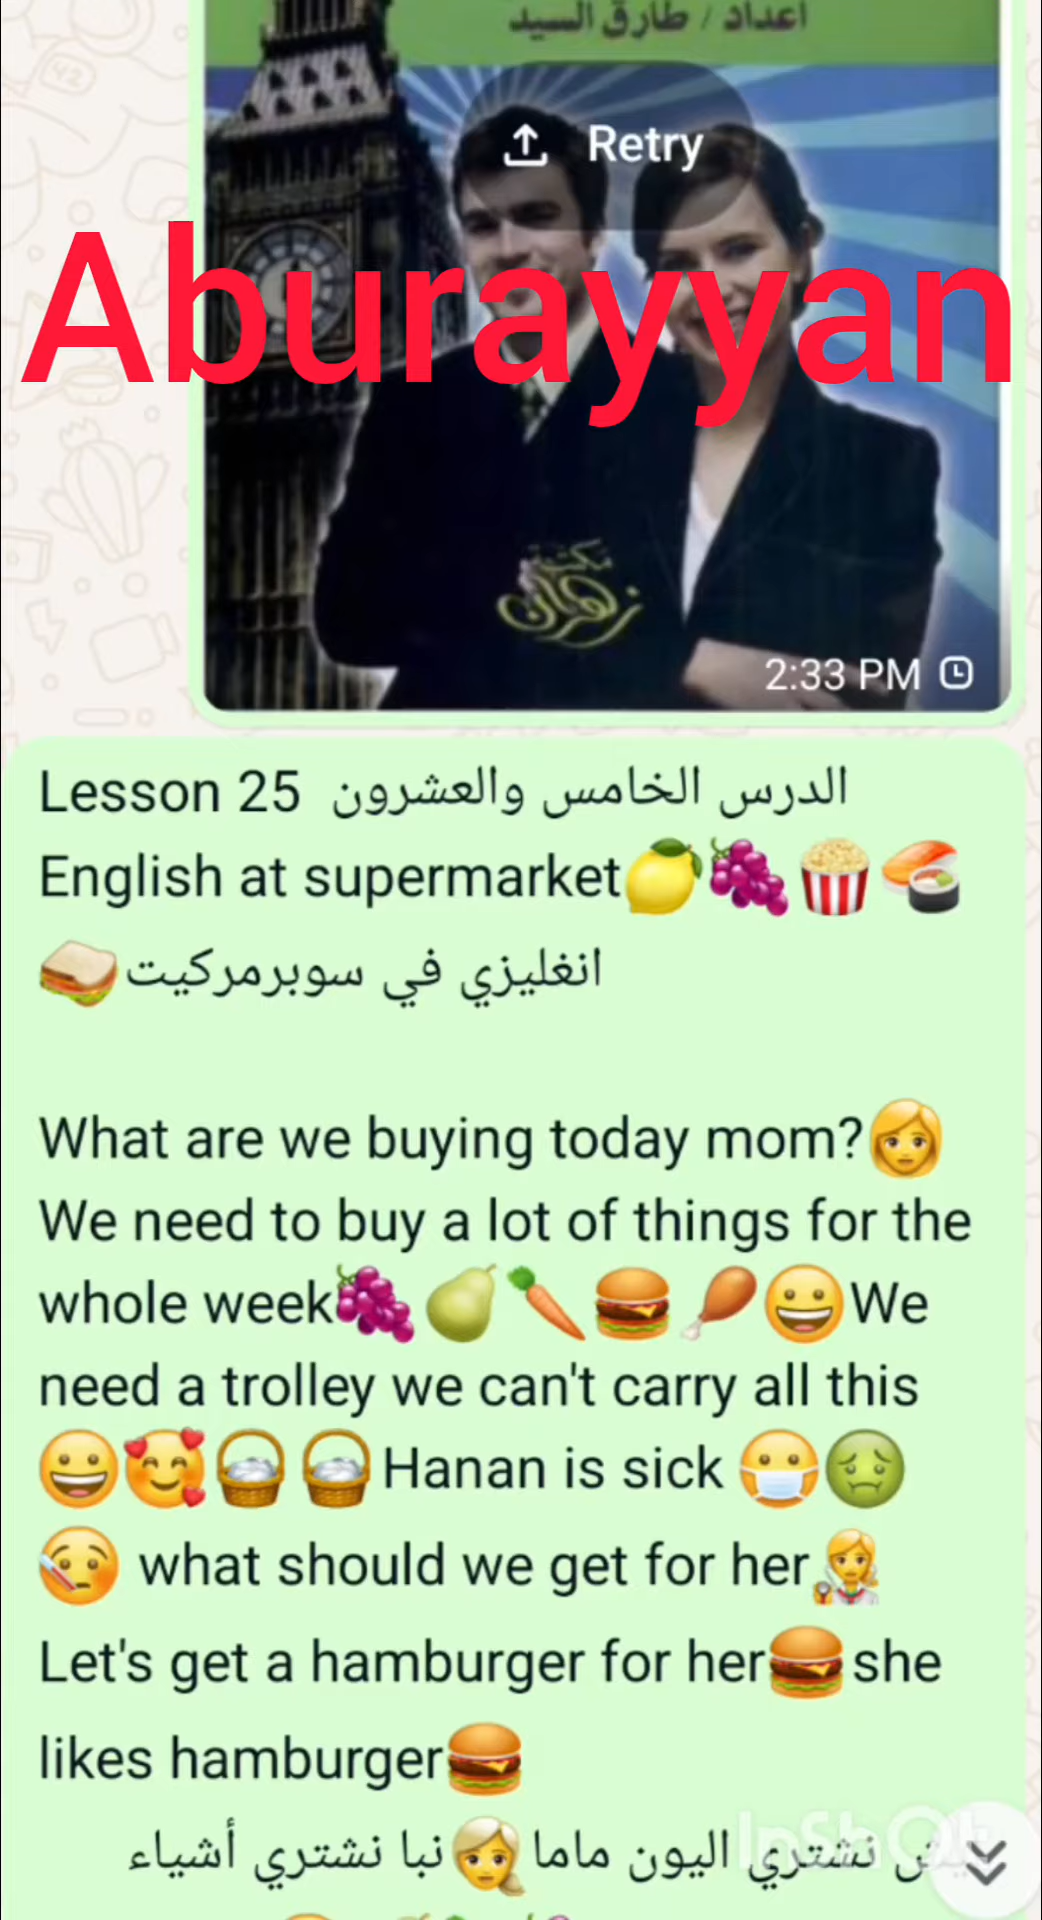 اعداد / طارق السيد
Retry
Aburayyan
مكتبة
زهران
2:33 PM
Lesson 25 الدرس الخامس والعشرون
English at supermarket🍋🍇🍿🍣
🥪انغليزي في سوبرمركيت
What are we buying today mom?👩
We need to buy a lot of things for the
whole week🍇🍐🥕🍔🍗😀We
need a trolley we can't carry all this
😀🥰🧺🧺Hanan is sick 😷🤢
🤒 what should we get for her👩‍⚕️
Let's get a hamburger for her🍔she
likes hamburger🍔
نشتري اليون ماما👩نبا نشتري أشياء
InShOt